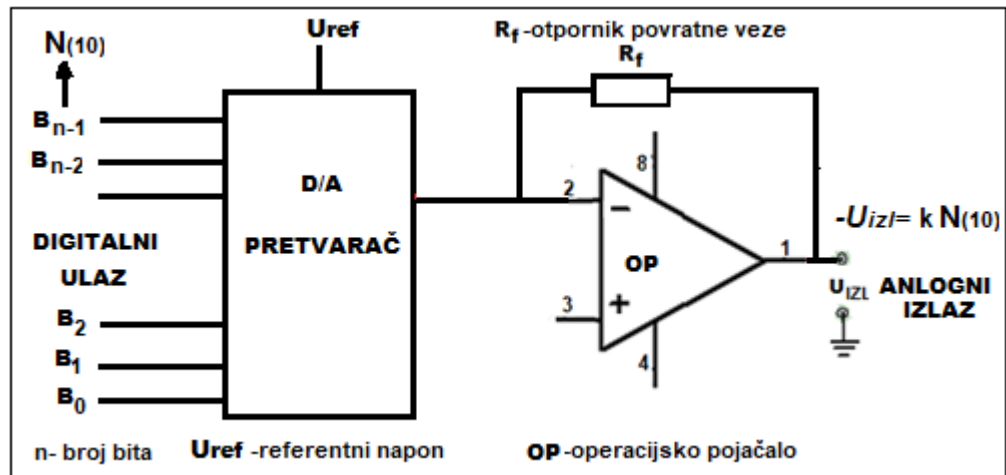 N(10)
Uref
Rf -otpornik povratne veze
Rf
Bn-1
Bn-2
D/A
PRETVARAČ
DIGITALNI
ULAZ
8
2
-
OP
1
3
+
4
-Uizl= k N(10)
UIZL
ANLOGNI
IZLAZ
B2
B1
B0
n- broj bita
Uref -referentni napon
OP-operacijsko pojačalo